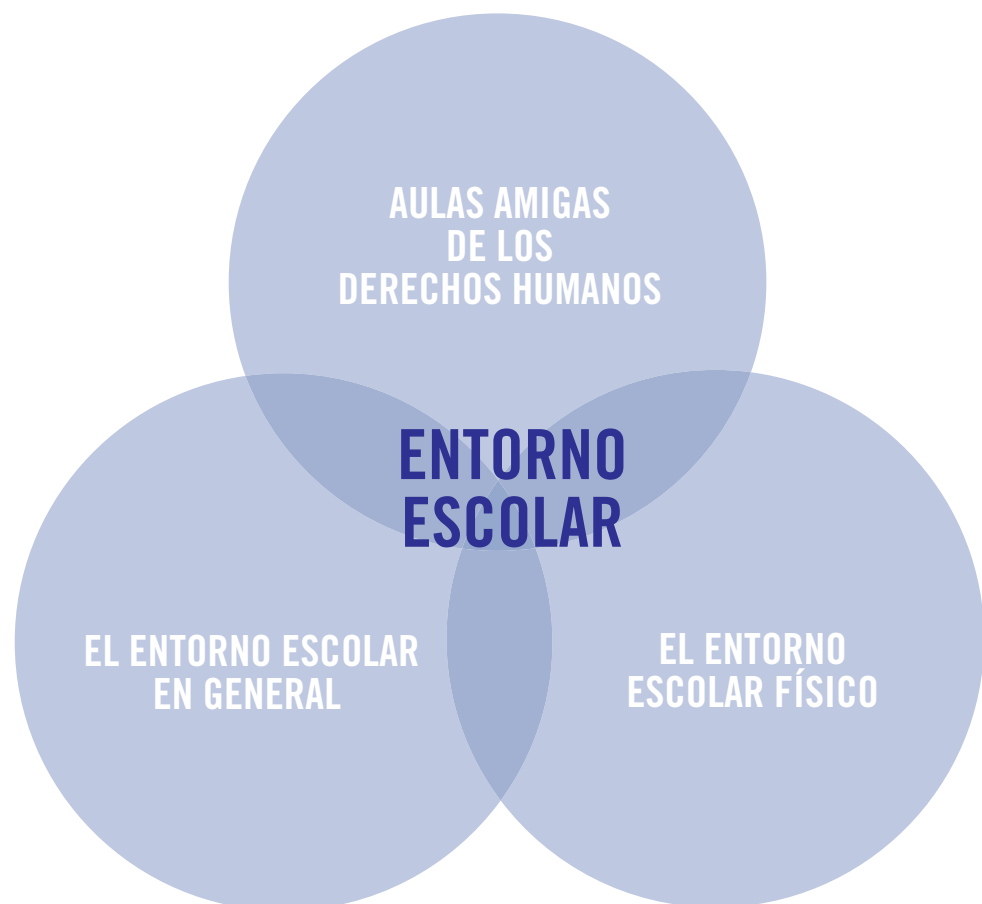 AULAS AMIGAS
DE LOS
DERECHOS HUMANOS
ENTORNO
ESCOLAR
EL ENTORNO ESCOLAR
EN GENERAL
EL ENTORNO
ESCOLAR FÍSICO